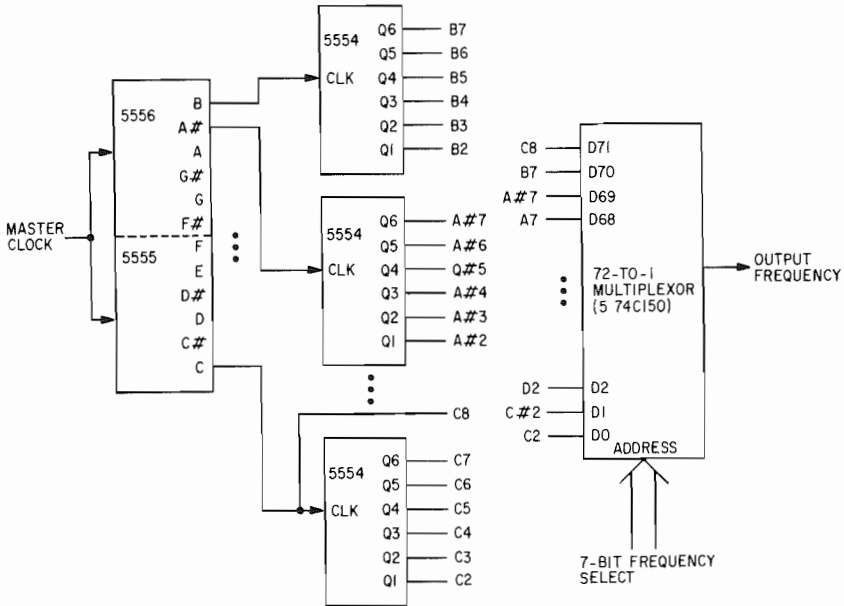 5554
CLK
Q6
B7
Q5
B6
Q4
B5
Q3
B4
Q2
B3
Q1
B2
5556
B
A#
A
G#
G
F#
MASTER
CLOCK
5555
F
E
D#
D
C#
C
5554
CLK
Q6
A#7
Q5
A#6
Q4
Q#5
Q3
A#4
Q2
A#3
Q1
A#2
C8
5554
CLK
Q6
C7
Q5
C6
Q4
C5
Q3
C4
Q2
C3
Q1
C2
C8
D71
B7
D70
A#7
D69
A7
D68
72-TO-1
MULTIPLEXOR
(5 74C150)
OUTPUT
FREQUENCY
D2
D2
C#2
D1
C2
D0
ADDRESS
7-BIT FREQUENCY
SELECT